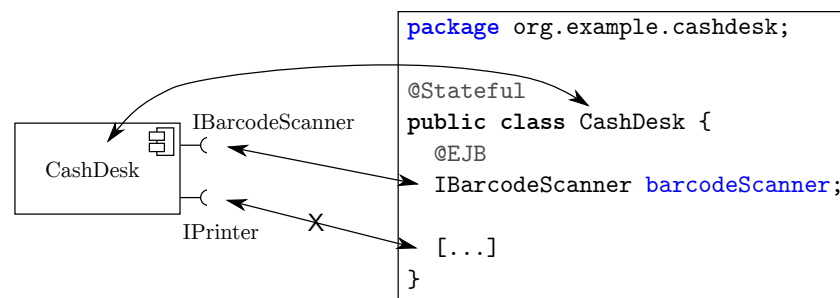 IBarcodeScanner
CashDesk
IPrinter
X
package org.example.cashdesk;
@Stateful
public class CashDesk {
@EJB
IBarcodeScanner barcodeScanner;
[...]
}